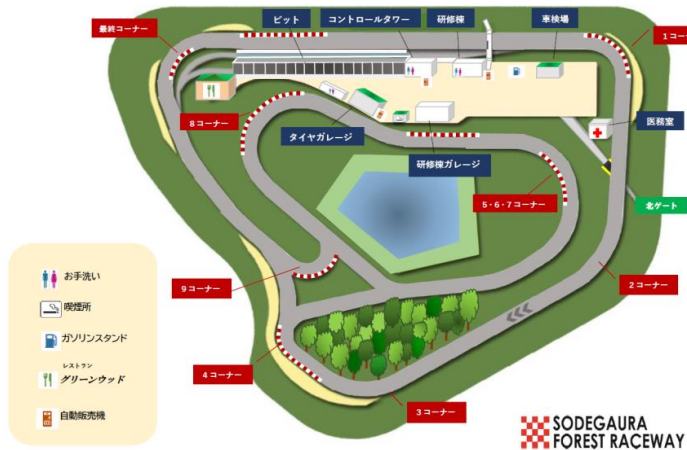 最終コーナー
ピット
コントロールタワー
研修棟
車検場
1コー
8コーナー
タイヤガレージ
研修棟ガレージ
医務室
5・6・7コーナー
北ゲート
9コーナー
2コーナー
4コーナー
3コーナー
お手洗い
喫煙所
ガソリンスタンド
レストラン
グリーンウッド
自動販売機
SODEGAURA
FOREST RACEWAY